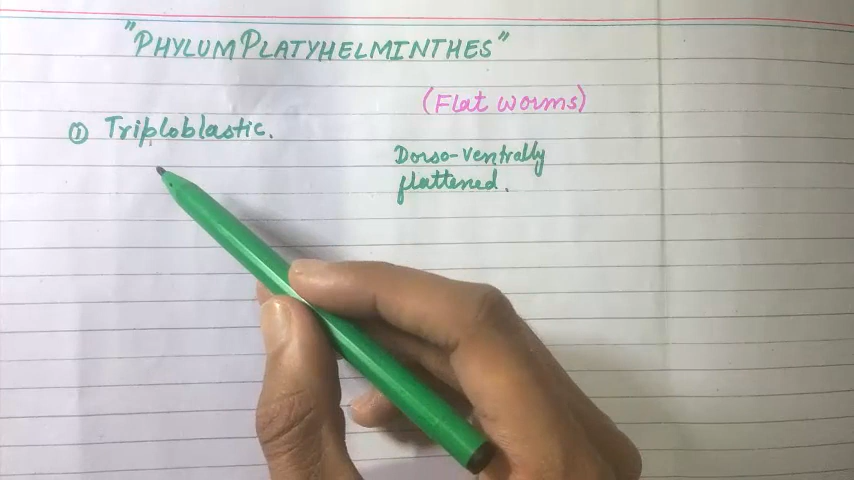 "PHYLUM PLATYHELMINTHES"
(Flat worms)
① Triploblastic.
Dorso-ventrally
flattened.